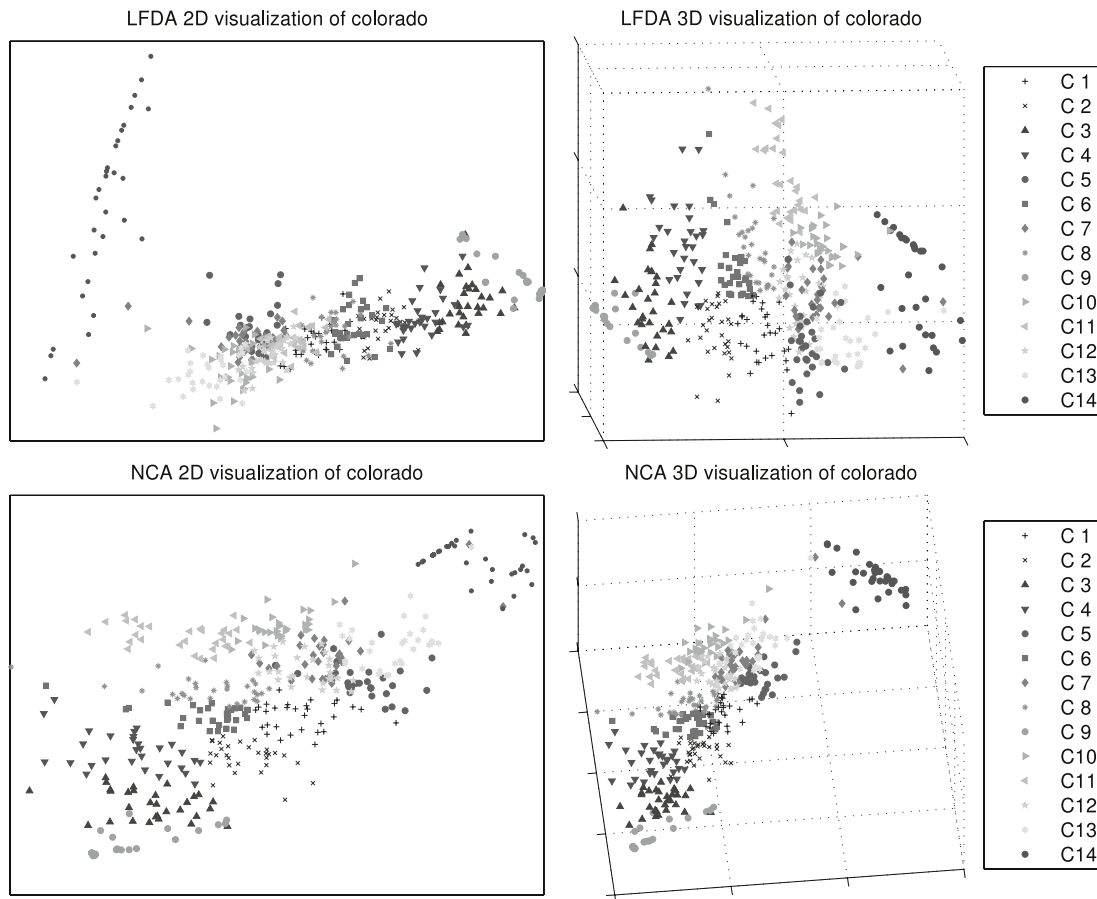 LFDA 2D visualization of colorado
LFDA 3D visualization of colorado
C 1
C 2
C 3
C 4
C 5
C 6
C 7
C 8
C 9
C10
C11
C12
C13
C14
NCA 2D visualization of colorado
NCA 3D visualization of colorado
C 1
C 2
C 3
C 4
C 5
C 6
C 7
C 8
C 9
C10
C11
C12
C13
C14